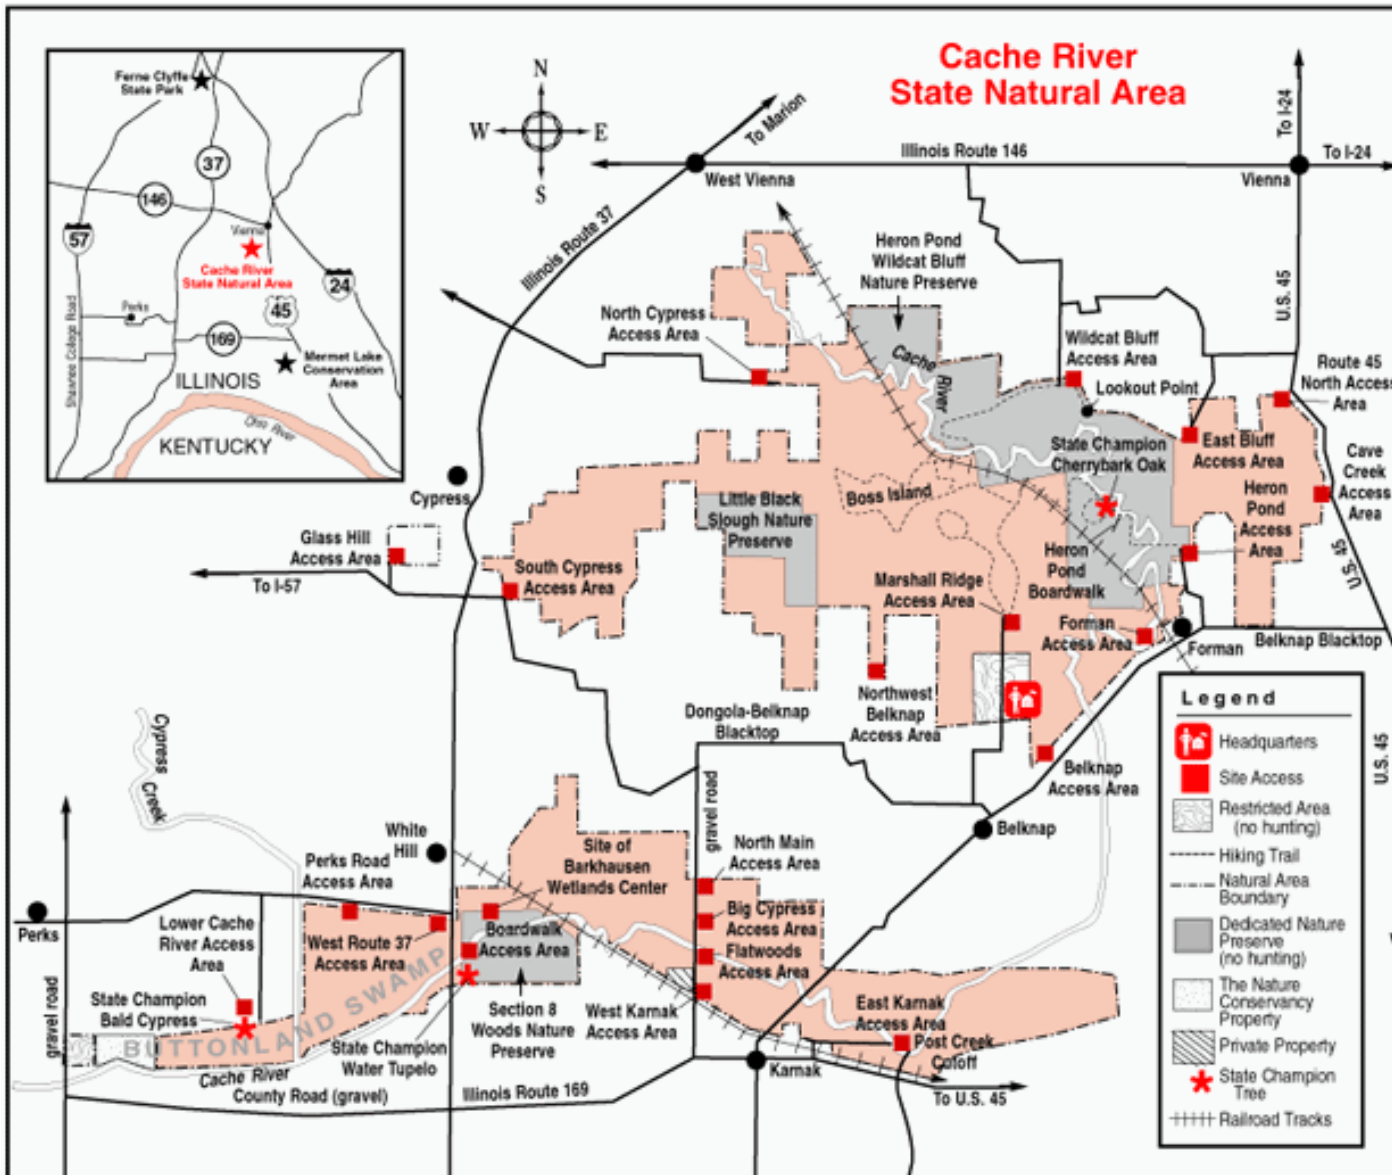 Cache River
State Natural Area
N
W
E
S
Ferne Clyffe
State Park
37
146
57
Vienna
Cache River
State Natural Area
24
45
Perks
169
Shawnee College Road
Mermet Lake
Conservation
Area
ILLINOIS
Ohio River
KENTUCKY
To Marion
To I-24
Illinois Route 146
To I-24
West Vienna
Vienna
Illinois Route 37
U.S. 45
Heron Pond
Wildcat Bluff
Nature Preserve
North Cypress
Access Area
Cache River
Wildcat Bluff
Access Area
Lookout Point
Route 45
North Access
Area
State Champion
Cherrybark Oak
East Bluff
Access Area
Cave
Creek
Access
Area
Cypress
Boss Island
Little Black
Slough Nature
Preserve
Heron
Pond
Access
Area
Glass Hill
Access Area
To I-57
South Cypress
Access Area
Marshall Ridge
Access Area
Heron
Pond
Boardwalk
U.S. 45
Forman
Access Area
Forman
Belknap Blacktop
Northwest
Belknap
Access Area
Dongola-Belknap
Blacktop
Belknap
Access Area
Belknap
Cypress
Creek
gravel road
White
Hill
Perks Road
Access Area
Site of
Barkhausen
Wetlands Center
North Main
Access Area
Perks
Lower Cache
River Access
Area
West Route 37
Access Area
Boardwalk
Access Area
Big Cypress
Access Area
Flatwoods
Access Area
gravel road
State Champion
Bald Cypress
BUTTONLAND SWAMP
State Champion
Water Tupelo
Section 8
Woods Nature
Preserve
West Karnak
Access Area
East Karnak
Access Area
Post Creek
Cutoff
Cache River
County Road (gravel)
Illinois Route 169
Karnak
To U.S. 45
Legend
Headquarters
Site Access
Restricted Area
(no hunting)
Hiking Trail
Natural Area
Boundary
Dedicated Nature
Preserve
(no hunting)
The Nature
Conservancy
Property
Private Property
State Champion
Tree
Railroad Tracks
U.S. 45